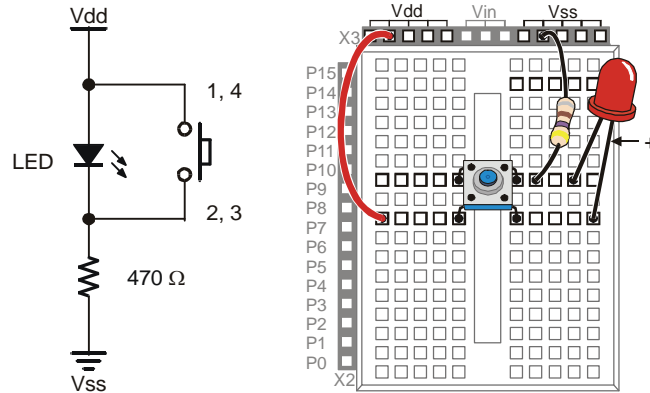 Vdd
1, 4
LED
2, 3
470 Ω
Vss
Vdd Vin Vss
X3
P15
P14
P13
P12
P11
P10
P9
P8
P7
P6
P5
P4
P3
P2
P1
P0
X2
+